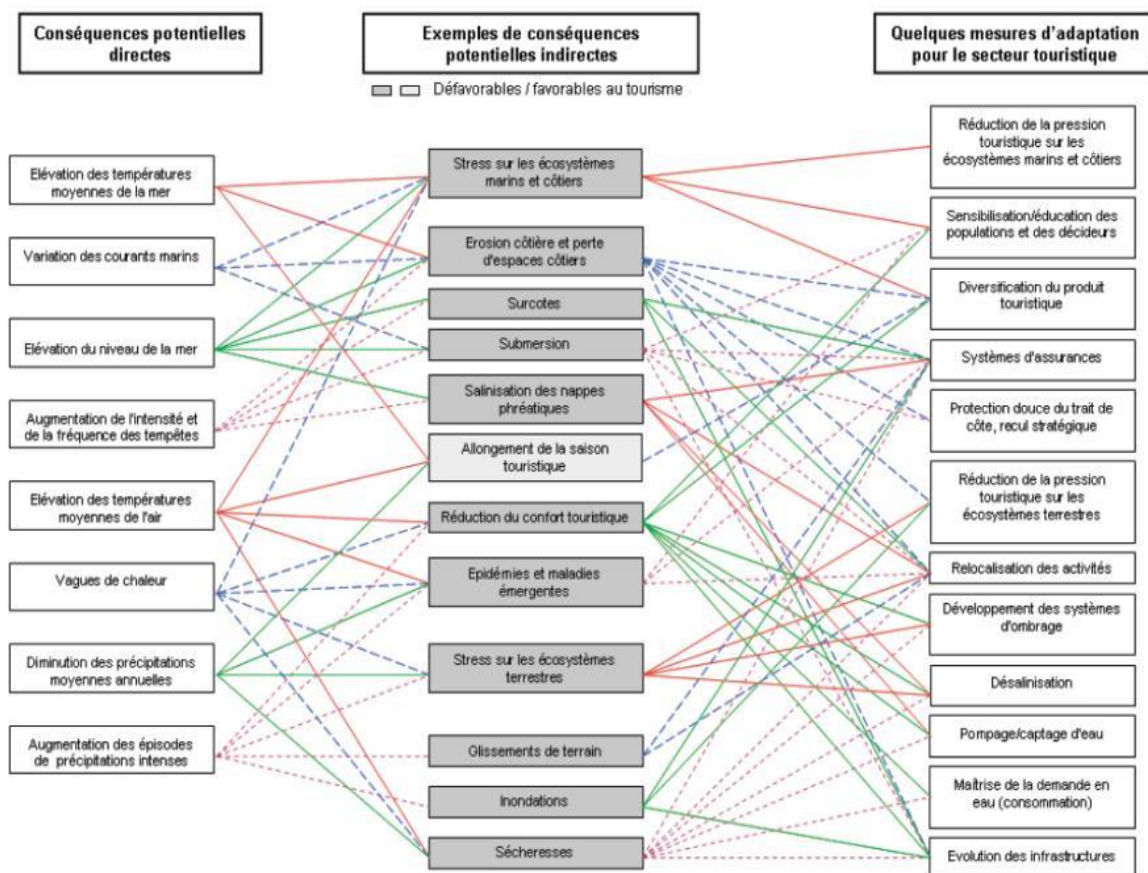 Conséquences potentielles
directes
Exemples de conséquences
potentielles indirectes
Quelques mesures d'adaptation
pour le secteur touristique
Défavorables / favorables au tourisme
Elévation des températures
moyennes de la mer
Variation des courants marins
Elévation du niveau de la mer
Augmentation de l'intensité et
de la fréquence des tempêtes
Elévation des températures
moyennes de l'air
Vagues de chaleur
Diminution des précipitations
moyennes annuelles
Augmentation des épisodes
de précipitations intenses
Stress sur les écosystèmes
marins et côtiers
Erosion côtière et perte
d'espaces côtiers
Surcotes
Submersion
Salinisation des nappes
phréatiques
Allongement de la saison
touristique
Réduction du confort touristique
Epidémies et maladies
émergentes
Stress sur les écosystèmes
terrestres
Glissements de terrain
Inondations
Sécheresses
Réduction de la pression
touristique sur les
écosystèmes marins et côtiers
Sensibilisation/éducation des
populations et des décideurs
Diversification du produit
touristique
Systèmes d'assurances
Protection douce du trait de
côte, recul stratégique
Réduction de la pression
touristique sur les
écosystèmes terrestres
Relocalisation des activités
Développement des systèmes
d'ombrage
Désalinisation
Pompage/captage d'eau
Maîtrise de la demande en
eau (consommation)
Evolution des infrastructures